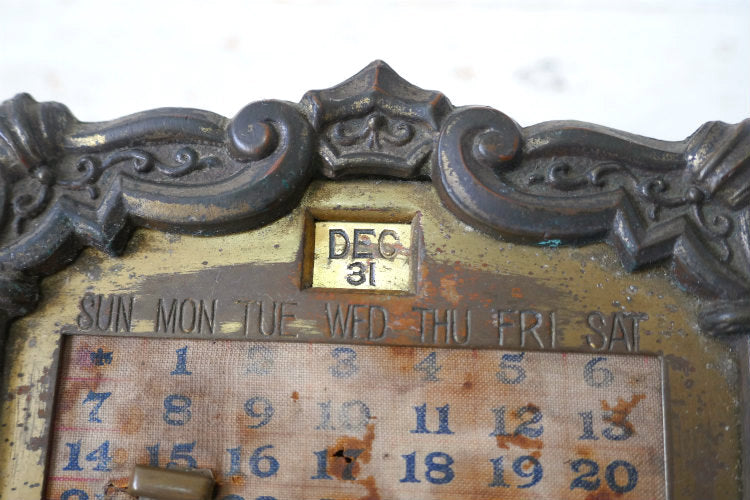 DEC
31
SUN MON TUE WED THU FRI SAT
* 1 2 3 4 5 6
7 8 9 10 11 12 13
14 15 16 17 18 19 20